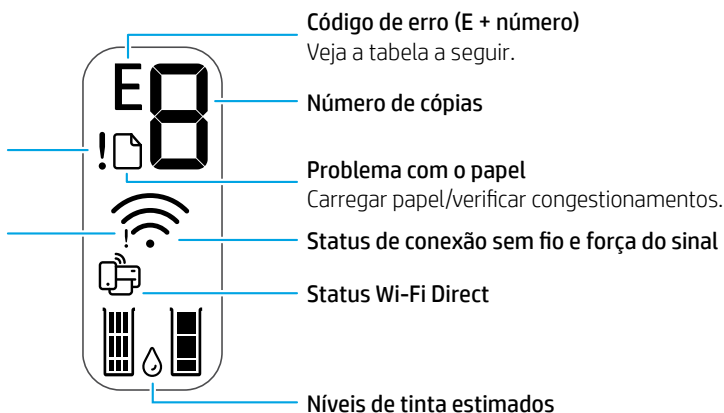 Código de erro (E + número)
Veja a tabela a seguir.
E8
Número de cópias
!
Problema com o papel
Carregar papel/verificar congestionamentos.
!
Status de conexão sem fio e força do sinal
Status Wi-Fi Direct
Níveis de tinta estimados